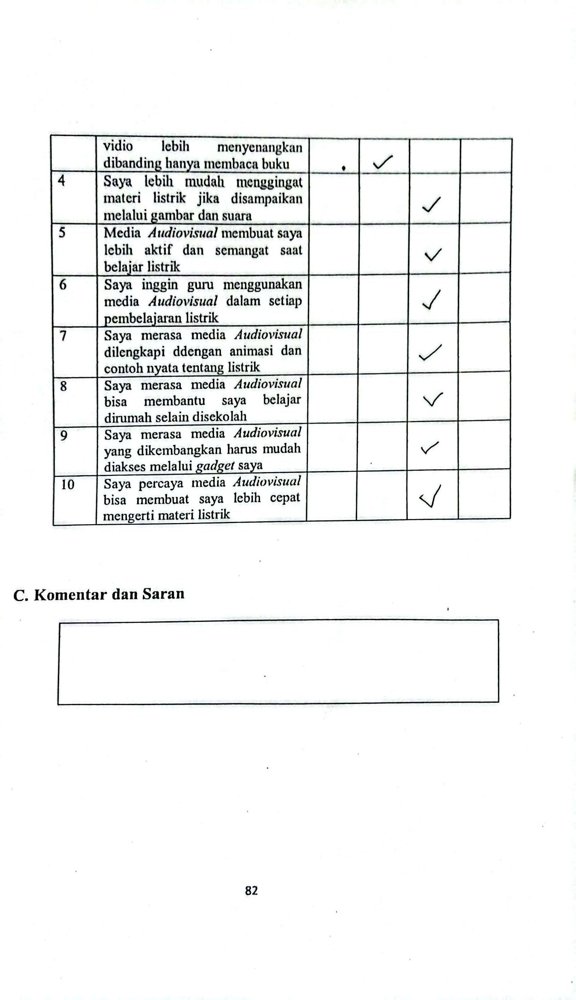 vidio lebih menyenangkan
dibanding hanya membaca buku
✓
4 Saya lebih mudah menggingat
materi listrik jika disampaikan
melalui gambar dan suara
✓
5 Media Audiovisual membuat saya
lebih aktif dan semangat saat
belajar listrik
✓
6 Saya inggin guru menggunakan
media Audiovisual dalam setiap
pembelajaran listrik
✓
7 Saya merasa media Audiovisual
dilengkapi ddengan animasi dan
contoh nyata tentang listrik
✓
8 Saya merasa media Audiovisual
bisa membantu saya belajar
dirumah selain disekolah
✓
9 Saya merasa media Audiovisual
yang dikembangkan harus mudah
diakses melalui gadget saya
✓
10 Saya percaya media Audiovisual
bisa membuat saya lebih cepat
mengerti materi listrik
✓
C. Komentar dan Saran
82